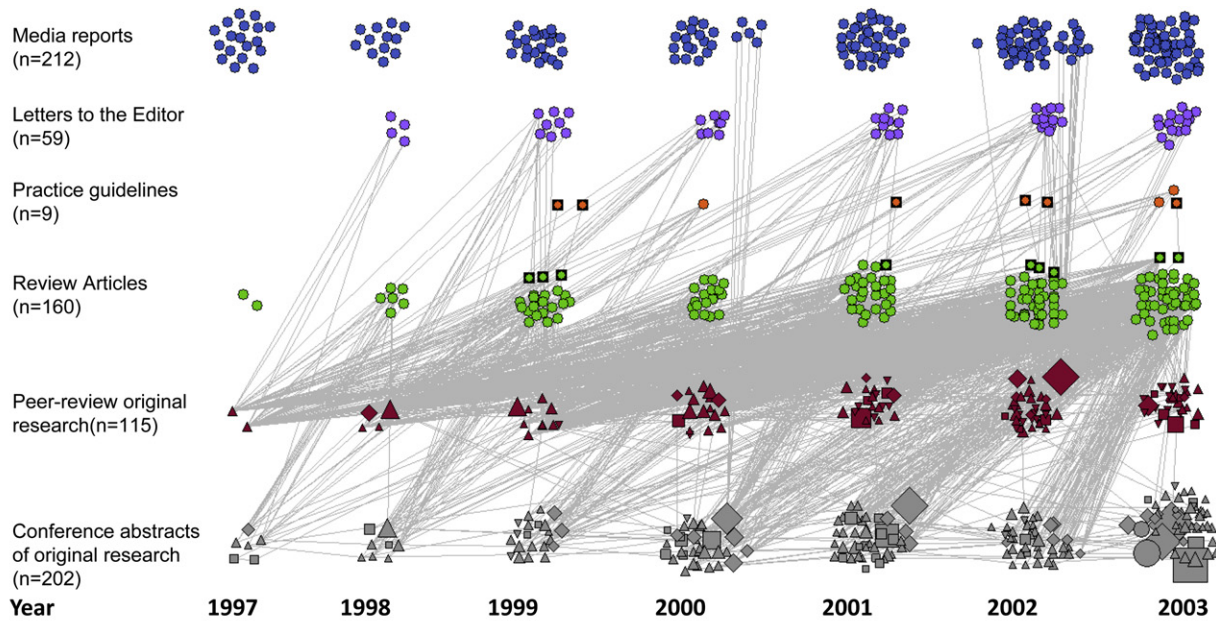 Media reports
(n=212)
Letters to the Editor
(n=59)
Practice guidelines
(n=9)
Review Articles
(n=160)
Peer-review original
research(n=115)
Conference abstracts
of original research
(n=202)
Year 1997 1998 1999 2000 2001 2002 2003